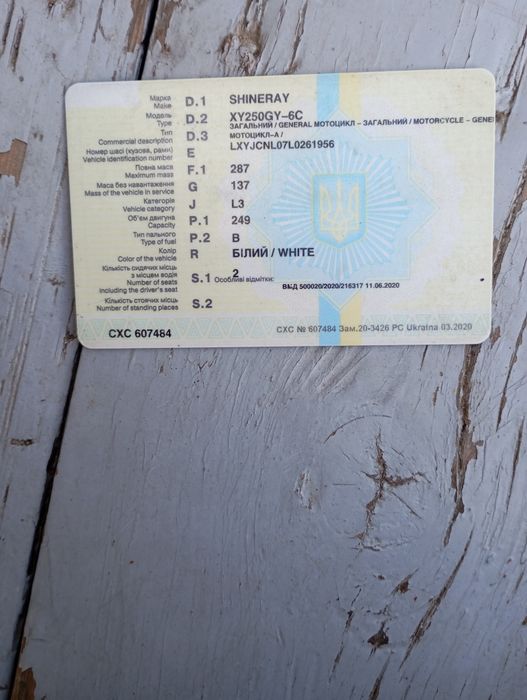 Марка
Make D.1 SHINERAY
Модель
Type D.2 XY250GY–6C
ЗАГАЛЬНИЙ / GENERAL МОТОЦИКЛ – ЗАГАЛЬНИЙ / MOTORCYCLE – GENE
Тип
Commercial description D.3 МОТОЦИКЛ–A /
Номер шасі (кузова, рами)
Vehicle identification number E LXYJCNL07L0261956
Повна маса
Maximum mass F.1 287
Маса без навантаження
Mass of the vehicle in service G 137
Категорія
Vehicle category J L3
Об'єм двигуна
Capacity P.1 249
Тип пального
Type of fuel P.2 B
Колір
Color of the vehicle R БІЛИЙ / WHITE
Кількість сидячих місць
з місцем водія
Number of seats
including the driver's seat S.1 2 Особливі відмітки:
ВМД 500020/2020/216317 11.06.2020
Кількість стоячих місць
Number of standing places S.2
СХС 607484
СХС № 607484 Зам.20-3426 РС Ukraina 03.2020